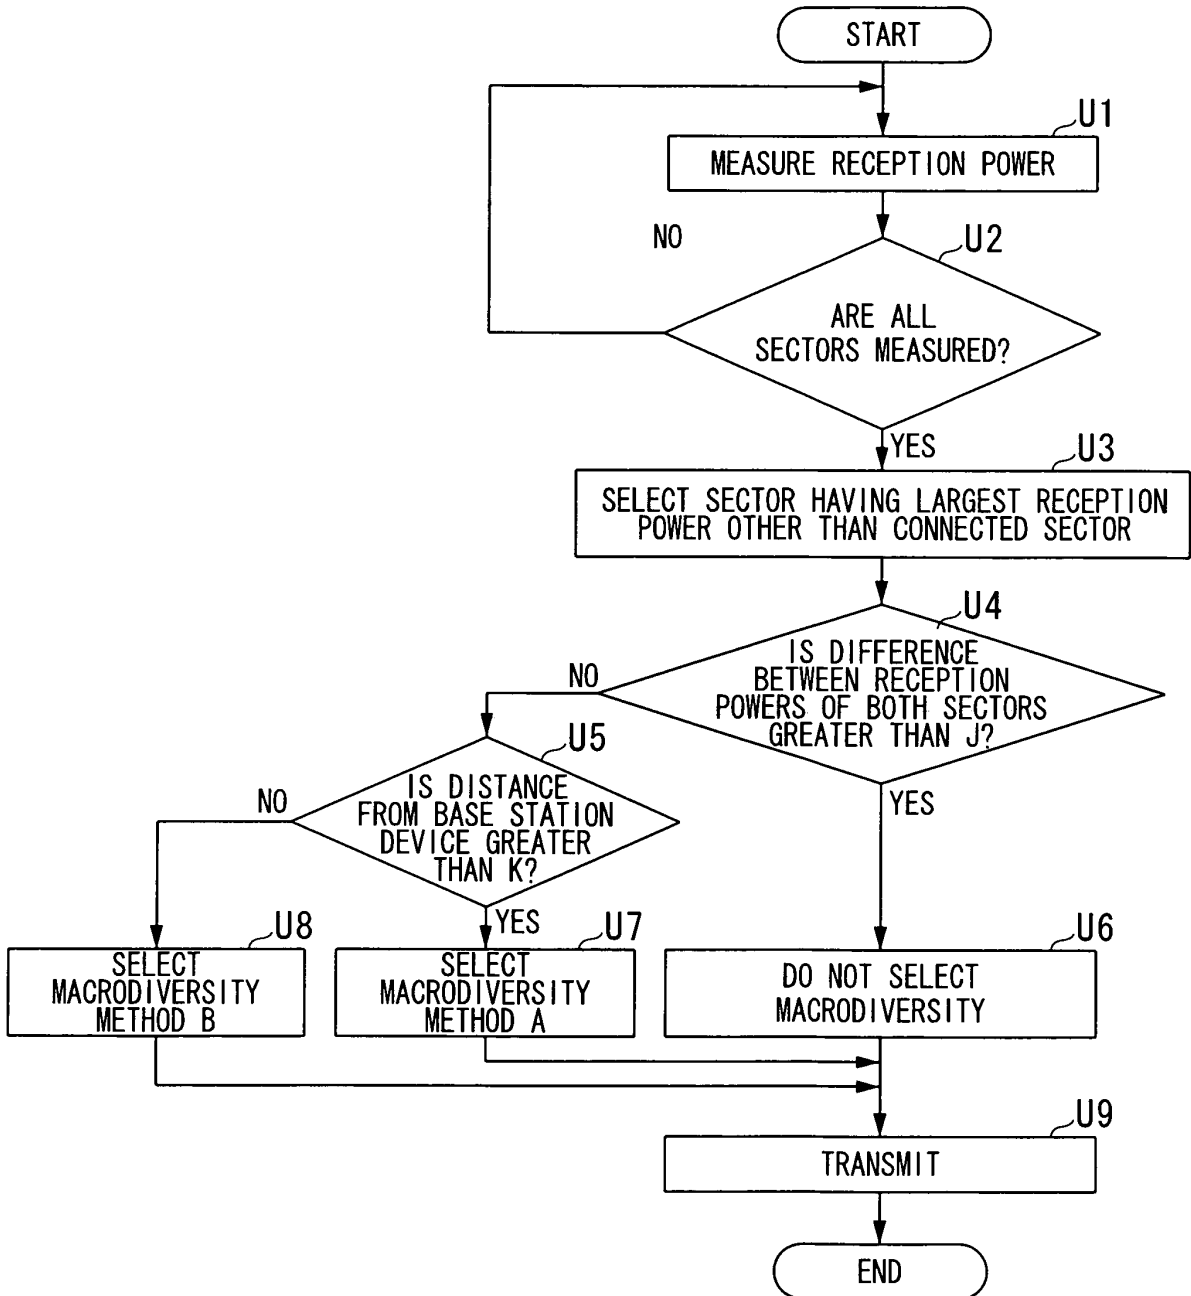 START
U1
MEASURE RECEPTION POWER
NO
U2
ARE ALL
SECTORS MEASURED?
YES
U3
SELECT SECTOR HAVING LARGEST RECEPTION
POWER OTHER THAN CONNECTED SECTOR
U4
IS DIFFERENCE
BETWEEN RECEPTION
POWERS OF BOTH SECTORS
GREATER THAN J?
NO
YES
U5
IS DISTANCE
FROM BASE STATION
DEVICE GREATER
THAN K?
NO
YES
U8
SELECT
MACRODIVERSITY
METHOD B
U7
SELECT
MACRODIVERSITY
METHOD A
U6
DO NOT SELECT
MACRODIVERSITY
U9
TRANSMIT
END